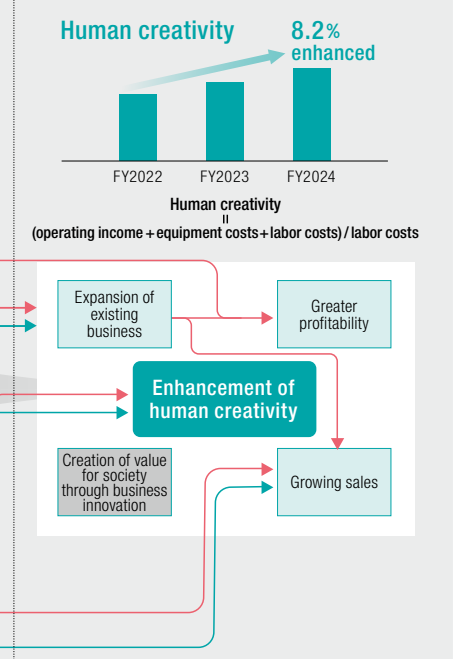 Human creativity
8.2%
enhanced
FY2022
FY2023
FY2024
Human creativity
=
(operating income+equipment costs+labor costs)/labor costs
Expansion of
existing
business
Greater
profitability
Enhancement of
human creativity
Creation of value
for society
through business
innovation
Growing sales